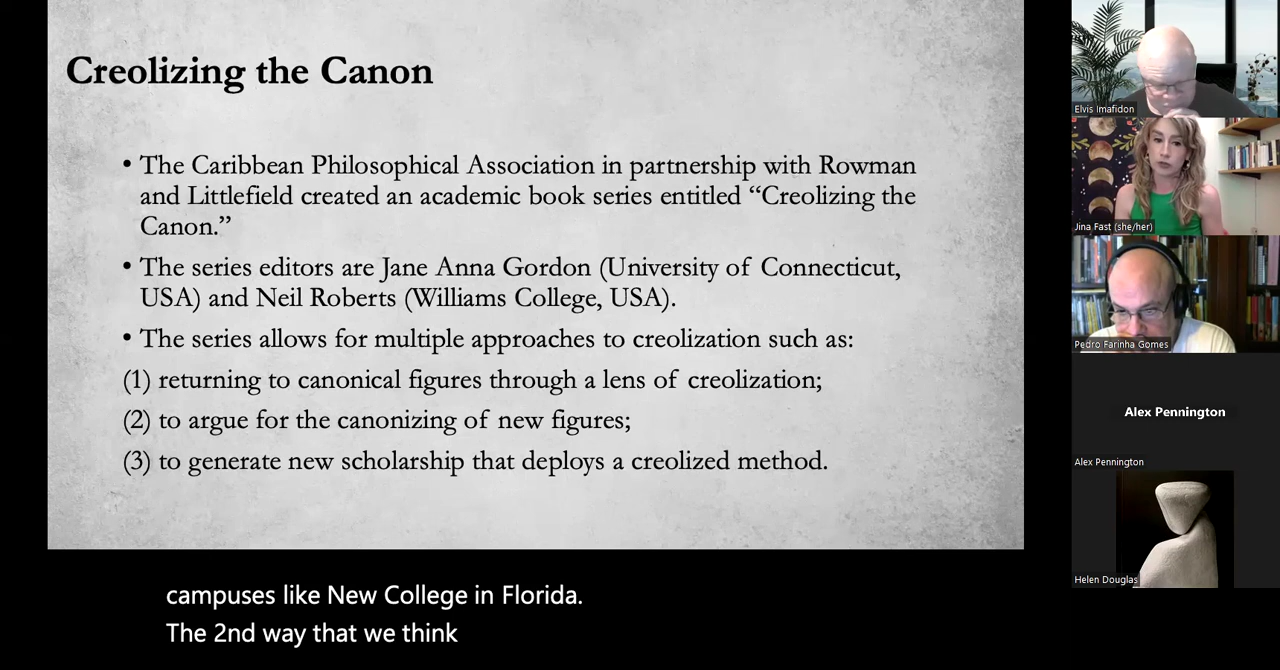 Creolizing the Canon
• The Caribbean Philosophical Association in partnership with Rowman
and Littlefield created an academic book series entitled “Creolizing the
Canon.”
• The series editors are Jane Anna Gordon (University of Connecticut,
USA) and Neil Roberts (Williams College, USA).
• The series allows for multiple approaches to creolization such as:
(1) returning to canonical figures through a lens of creolization;
(2) to argue for the canonizing of new figures;
(3) to generate new scholarship that deploys a creolized method.
campuses like New College in Florida.
The 2nd way that we think
Elvis Imafidon
Jina Fast (she/her)
Pedro Farinha Gomes
Alex Pennington
Alex Pennington
Helen Douglas